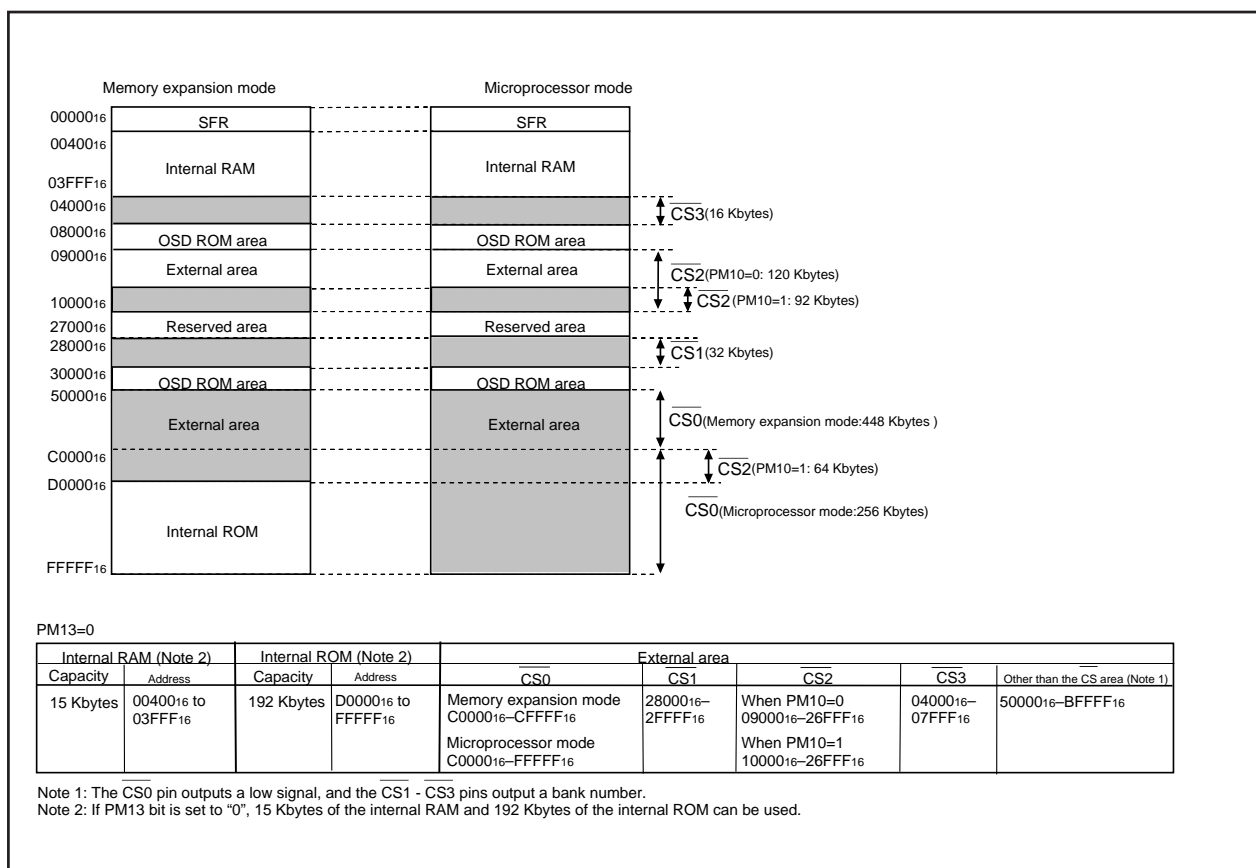 Memory expansion mode
Microprocessor mode
00000₁₆
SFR
SFR
00400₁₆
Internal RAM
Internal RAM
03FFF₁₆
04000₁₆
CS3(16 Kbytes)
08000₁₆
OSD ROM area
OSD ROM area
09000₁₆
External area
External area
CS2(PM10=0: 120 Kbytes)
10000₁₆
CS2(PM10=1: 92 Kbytes)
27000₁₆
Reserved area
Reserved area
28000₁₆
CS1(32 Kbytes)
30000₁₆
OSD ROM area
OSD ROM area
50000₁₆
External area
External area
CS0(Memory expansion mode:448 Kbytes )
C0000₁₆
CS2(PM10=1: 64 Kbytes)
D0000₁₆
CS0(Microprocessor mode:256 Kbytes)
Internal ROM
FFFFF₁₆
PM13=0
Internal RAM (Note 2) Internal ROM (Note 2) External area
Capacity Address Capacity Address CS0 CS1 CS2 CS3 Other than the CS area (Note 1)
15 Kbytes 00400₁₆ to 192 Kbytes D0000₁₆ to Memory expansion mode 28000₁₆– When PM10=0 04000₁₆– 50000₁₆–BFFFF₁₆
03FFF₁₆ FFFFF₁₆ C0000₁₆–CFFFF₁₆ 2FFFF₁₆ 09000₁₆–26FFF₁₆ 07FFF₁₆
Microprocessor mode When PM10=1
C0000₁₆–FFFFF₁₆ 10000₁₆–26FFF₁₆
Note 1: The CS0 pin outputs a low signal, and the CS1 - CS3 pins output a bank number.
Note 2: If PM13 bit is set to “0”, 15 Kbytes of the internal RAM and 192 Kbytes of the internal ROM can be used.